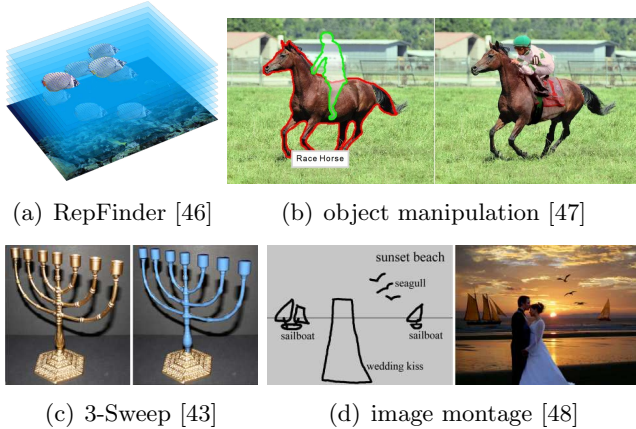 Race Horse
(a) RepFinder [46]
(b) object manipulation [47]
sunset beach
seagull
sailboat
sailboat
wedding kiss
(c) 3-Sweep [43]
(d) image montage [48]